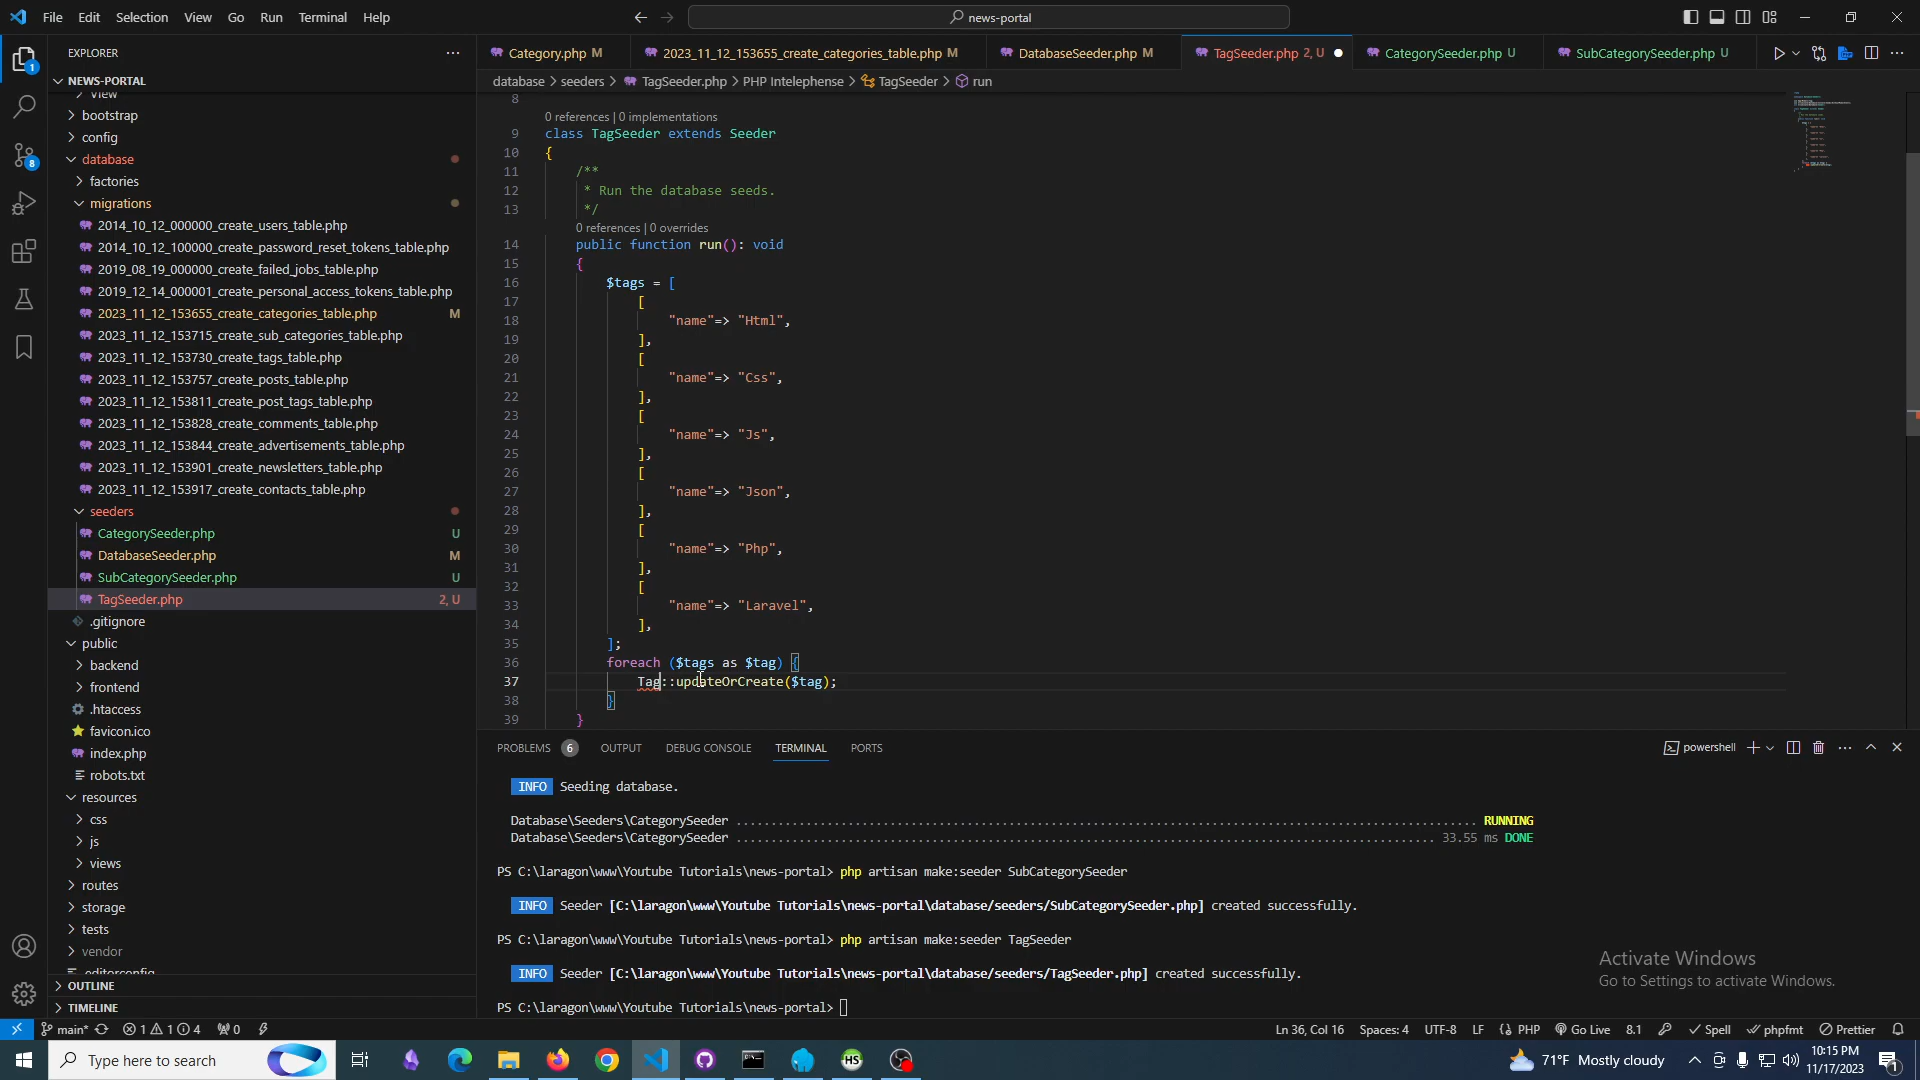 File Edit Selection View Go Run Terminal Help
news-portal
EXPLORER
Category.php M
2023_11_12_153655_create_categories_table.php M
DatabaseSeeder.php M
TagSeeder.php 2, U
CategorySeeder.php U
SubCategorySeeder.php U
NEWS-PORTAL
database > seeders > TagSeeder.php > PHP Intelephense > TagSeeder > run
View
bootstrap
config
database
factories
migrations
2014_10_12_000000_create_users_table.php
2014_10_12_100000_create_password_reset_tokens_table.php
2019_08_19_000000_create_failed_jobs_table.php
2019_12_14_000001_create_personal_access_tokens_table.php
2023_11_12_153655_create_categories_table.php M
2023_11_12_153715_create_sub_categories_table.php
2023_11_12_153730_create_tags_table.php
2023_11_12_153757_create_posts_table.php
2023_11_12_153811_create_post_tags_table.php
2023_11_12_153828_create_comments_table.php
2023_11_12_153844_create_advertisements_table.php
2023_11_12_153901_create_newsletters_table.php
2023_11_12_153917_create_contacts_table.php
seeders
CategorySeeder.php U
DatabaseSeeder.php M
SubCategorySeeder.php U
TagSeeder.php 2, U
.gitignore
public
backend
frontend
.htaccess
favicon.ico
index.php
robots.txt
resources
css
js
views
routes
storage
tests
vendor
.editorconfig
OUTLINE
TIMELINE
8
0 references | 0 implementations
9 class TagSeeder extends Seeder
10 {
11 /**
12 * Run the database seeds.
13 */
0 references | 0 overrides
14 public function run(): void
15 {
16 $tags = [
17 [
18 "name"=> "Html",
19 ],
20 [
21 "name"=> "Css",
22 ],
23 [
24 "name"=> "Js",
25 ],
26 [
27 "name"=> "Json",
28 ],
29 [
30 "name"=> "Php",
31 ],
32 [
33 "name"=> "Laravel",
34 ],
35 ];
36 foreach ($tags as $tag) {
37 Tag::updateOrCreate($tag);
38 }
39 }
PROBLEMS 6 OUTPUT DEBUG CONSOLE TERMINAL PORTS
powershell
INFO Seeding database.
Database\Seeders\CategorySeeder ........ RUNNING
Database\Seeders\CategorySeeder ........ 33.55 ms DONE
PS C:\laragon\www\Youtube Tutorials\news-portal> php artisan make:seeder SubCategorySeeder
INFO Seeder [C:\laragon\www\Youtube Tutorials\news-portal\database/seeders/SubCategorySeeder.php] created successfully.
PS C:\laragon\www\Youtube Tutorials\news-portal> php artisan make:seeder TagSeeder
INFO Seeder [C:\laragon\www\Youtube Tutorials\news-portal\database/seeders/TagSeeder.php] created successfully.
PS C:\laragon\www\Youtube Tutorials\news-portal>
Activate Windows
Go to Settings to activate Windows.
main* 1 1 4 0
Ln 36, Col 16 Spaces: 4 UTF-8 LF PHP Go Live 8.1 Spell phpfmt Prettier
Type here to search
71°F Mostly cloudy
10:15 PM
11/17/2023